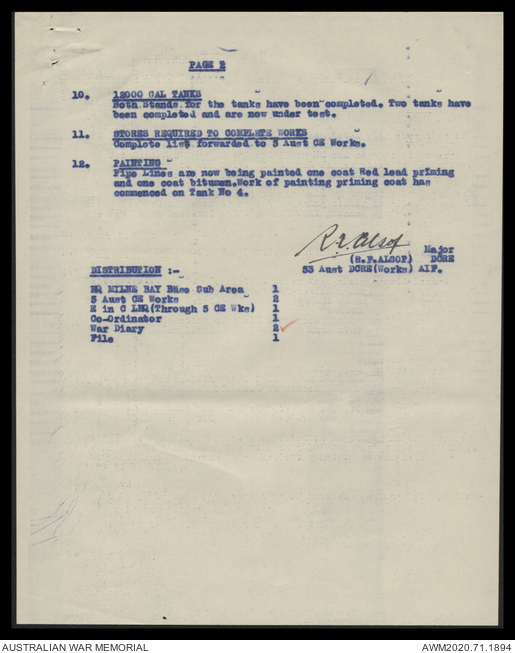 PAGE 2
10. 12000 GAL TANKS
Both Stands for the tanks have been completed. Two tanks have
been completed and are now under test.
11. STORES REQUIRED TO COMPLETE WORKS
Complete list forwarded to 5 Aust CE Works.
12. PAINTING
Pipe Lines are now being painted one coat Red lead priming
and one coat bitumen.Work of painting priming coat has
commenced on Tank No 4.
R.F. Alsop Major
(R.F.ALSOP) DCRE
53 Aust DCRE(Works) AIF.
DISTRIBUTION :-
HQ MILNE BAY Base Sub Area 1
5 Aust CE Works 2
E in C LHQ(Through 5 CE Wks) 1
Co-Ordinator 1
War Diary 2
File 1
AUSTRALIAN WAR MEMORIAL AWM2020.71.1894